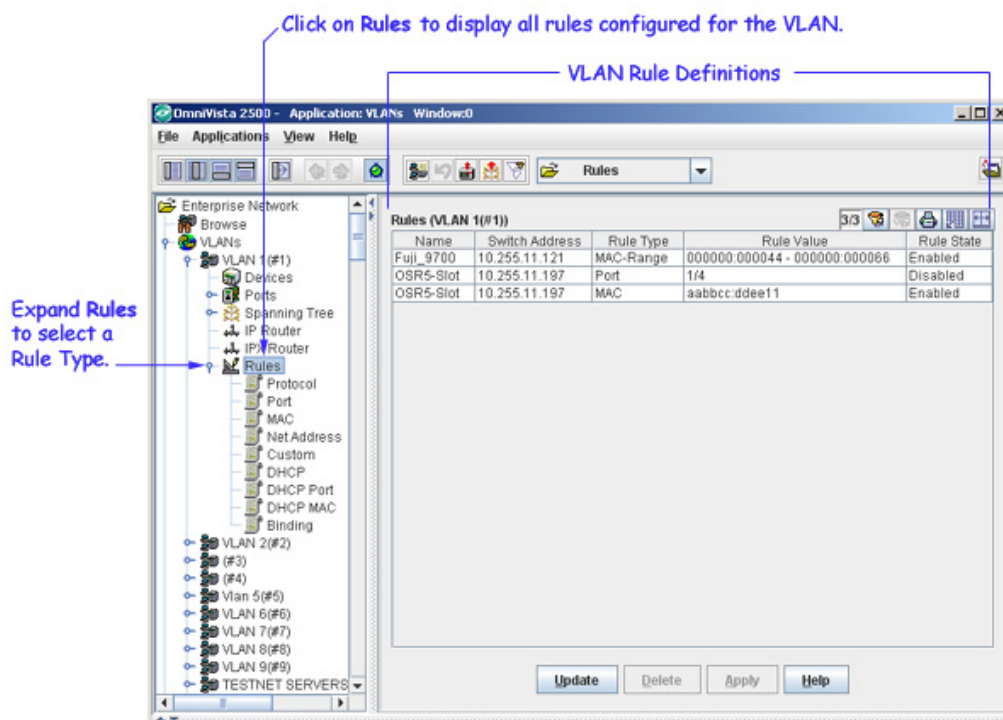 Click on Rules to display all rules configured for the VLAN.
VLAN Rule Definitions
OmniVista 2500 - Application: VLANs Window:0
File Applications View Help
Rules
Enterprise Network
Browse
VLANs
VLAN 1(#1)
Devices
Ports
Spanning Tree
IP Router
IPX Router
Rules
Protocol
Port
MAC
Net Address
Custom
DHCP
DHCP Port
DHCP MAC
Binding
VLAN 2(#2)
(#3)
(#4)
Vlan 5(#5)
VLAN 6(#6)
VLAN 7(#7)
VLAN 8(#8)
VLAN 9(#9)
TESTNET SERVERS
Expand Rules
to select a
Rule Type.
Rules (VLAN 1(#1))
3/3
Name Switch Address Rule Type Rule Value Rule State
Fuji_9700 10.255.11.121 MAC-Range 000000:000044 - 000000:000066 Enabled
OSR5-Slot 10.255.11.197 Port 1/4 Disabled
OSR5-Slot 10.255.11.197 MAC aabbcc:ddee11 Enabled
Update Delete Apply Help